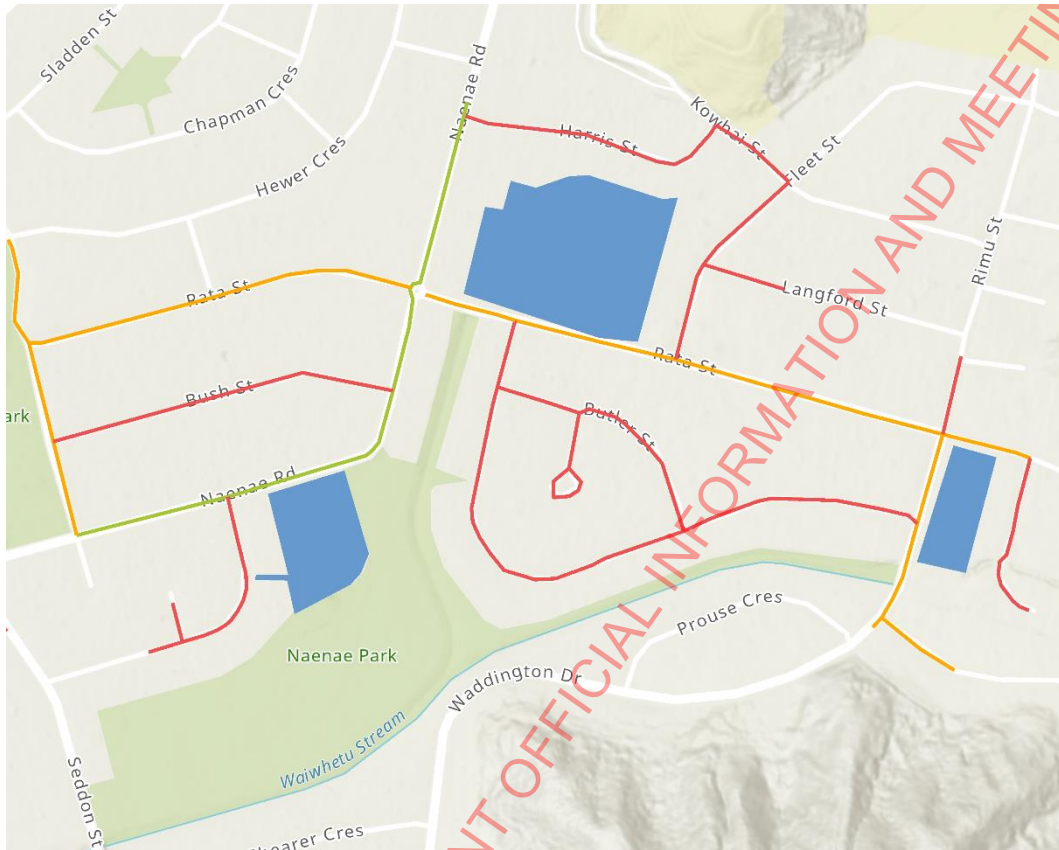 Sladden St
Chapman Cres
Naenae Rd
Kowhai St
Harris St
Fleet St
Hewer Cres
Rimu St
Rata St
Langford St
Rata St
Bush St
Butler St
ark
Naenae Rd
Prouse Cres
Naenae Park
Waddington Dr
Waiwhetu Stream
Seddon St
hearer Cres
NT OFFICIAL INFORMATION AND MEETIN